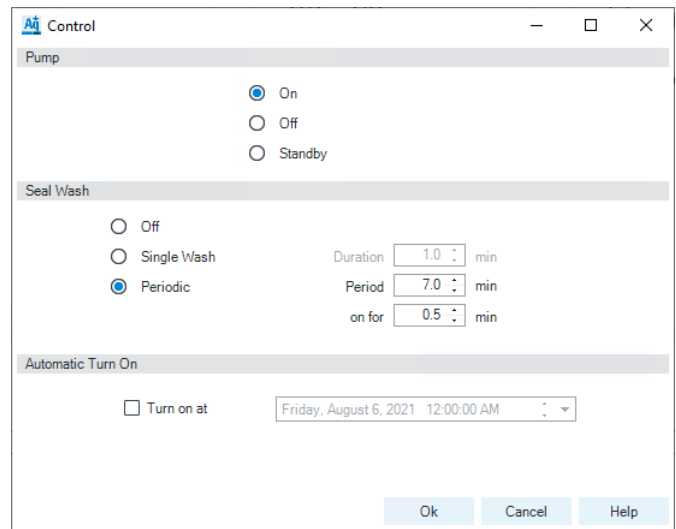 Aq Control
Pump
On
Off
Standby
Seal Wash
Off
Single Wash Duration 1.0 min
Periodic Period 7.0 min
on for 0.5 min
Automatic Turn On
Turn on at Friday, August 6, 2021 12:00:00 AM
Ok Cancel Help